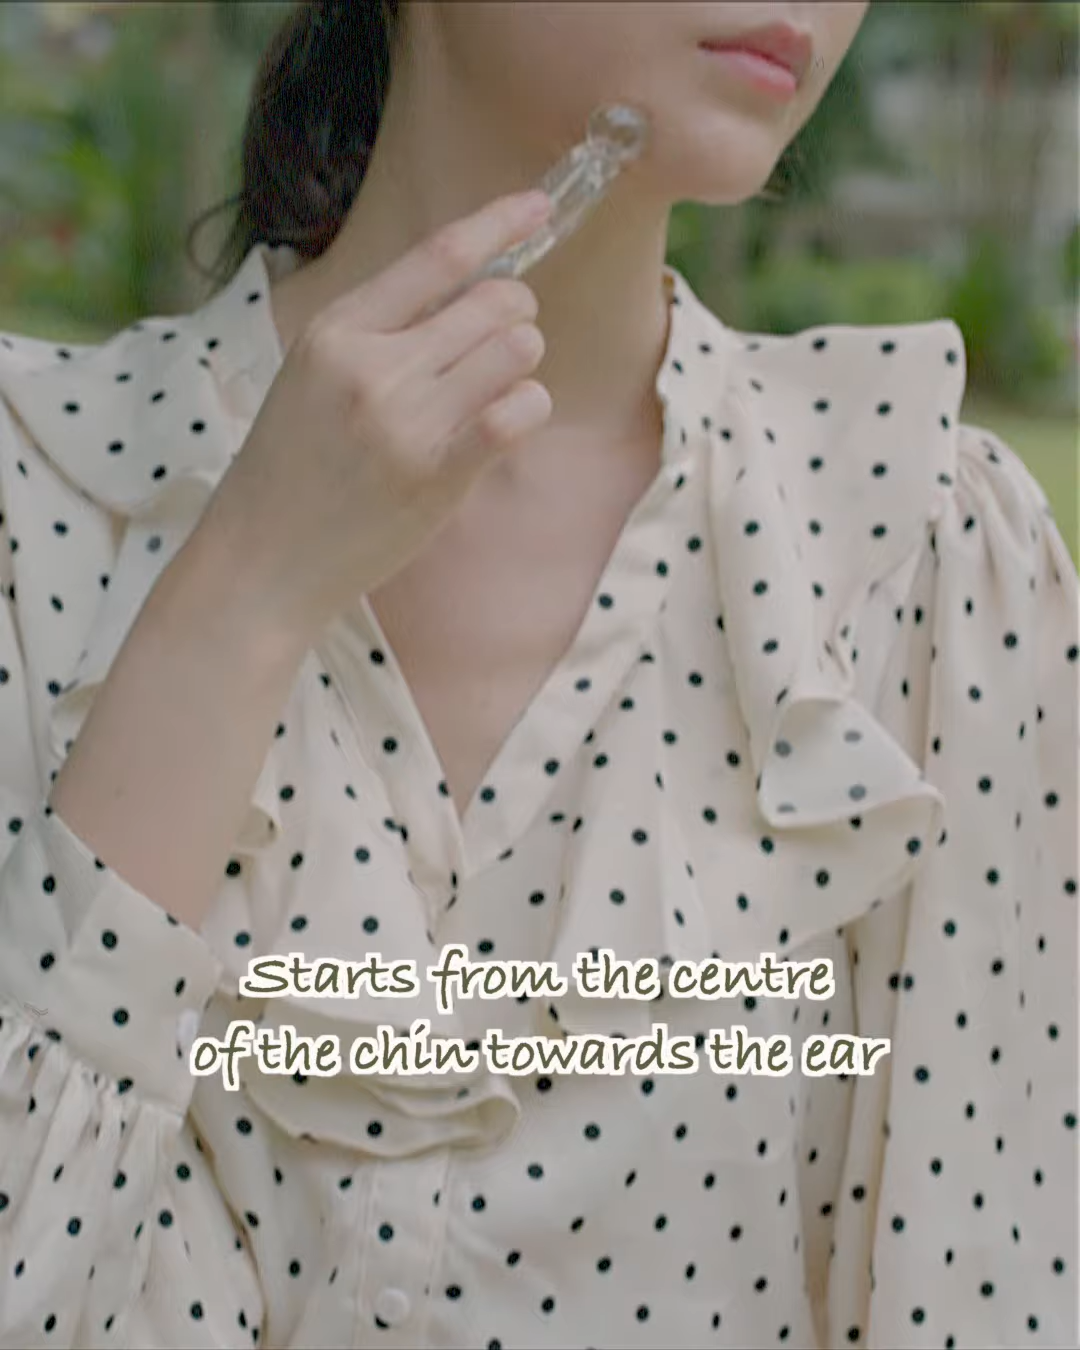 Starts from the centre
of the chin towards the ear